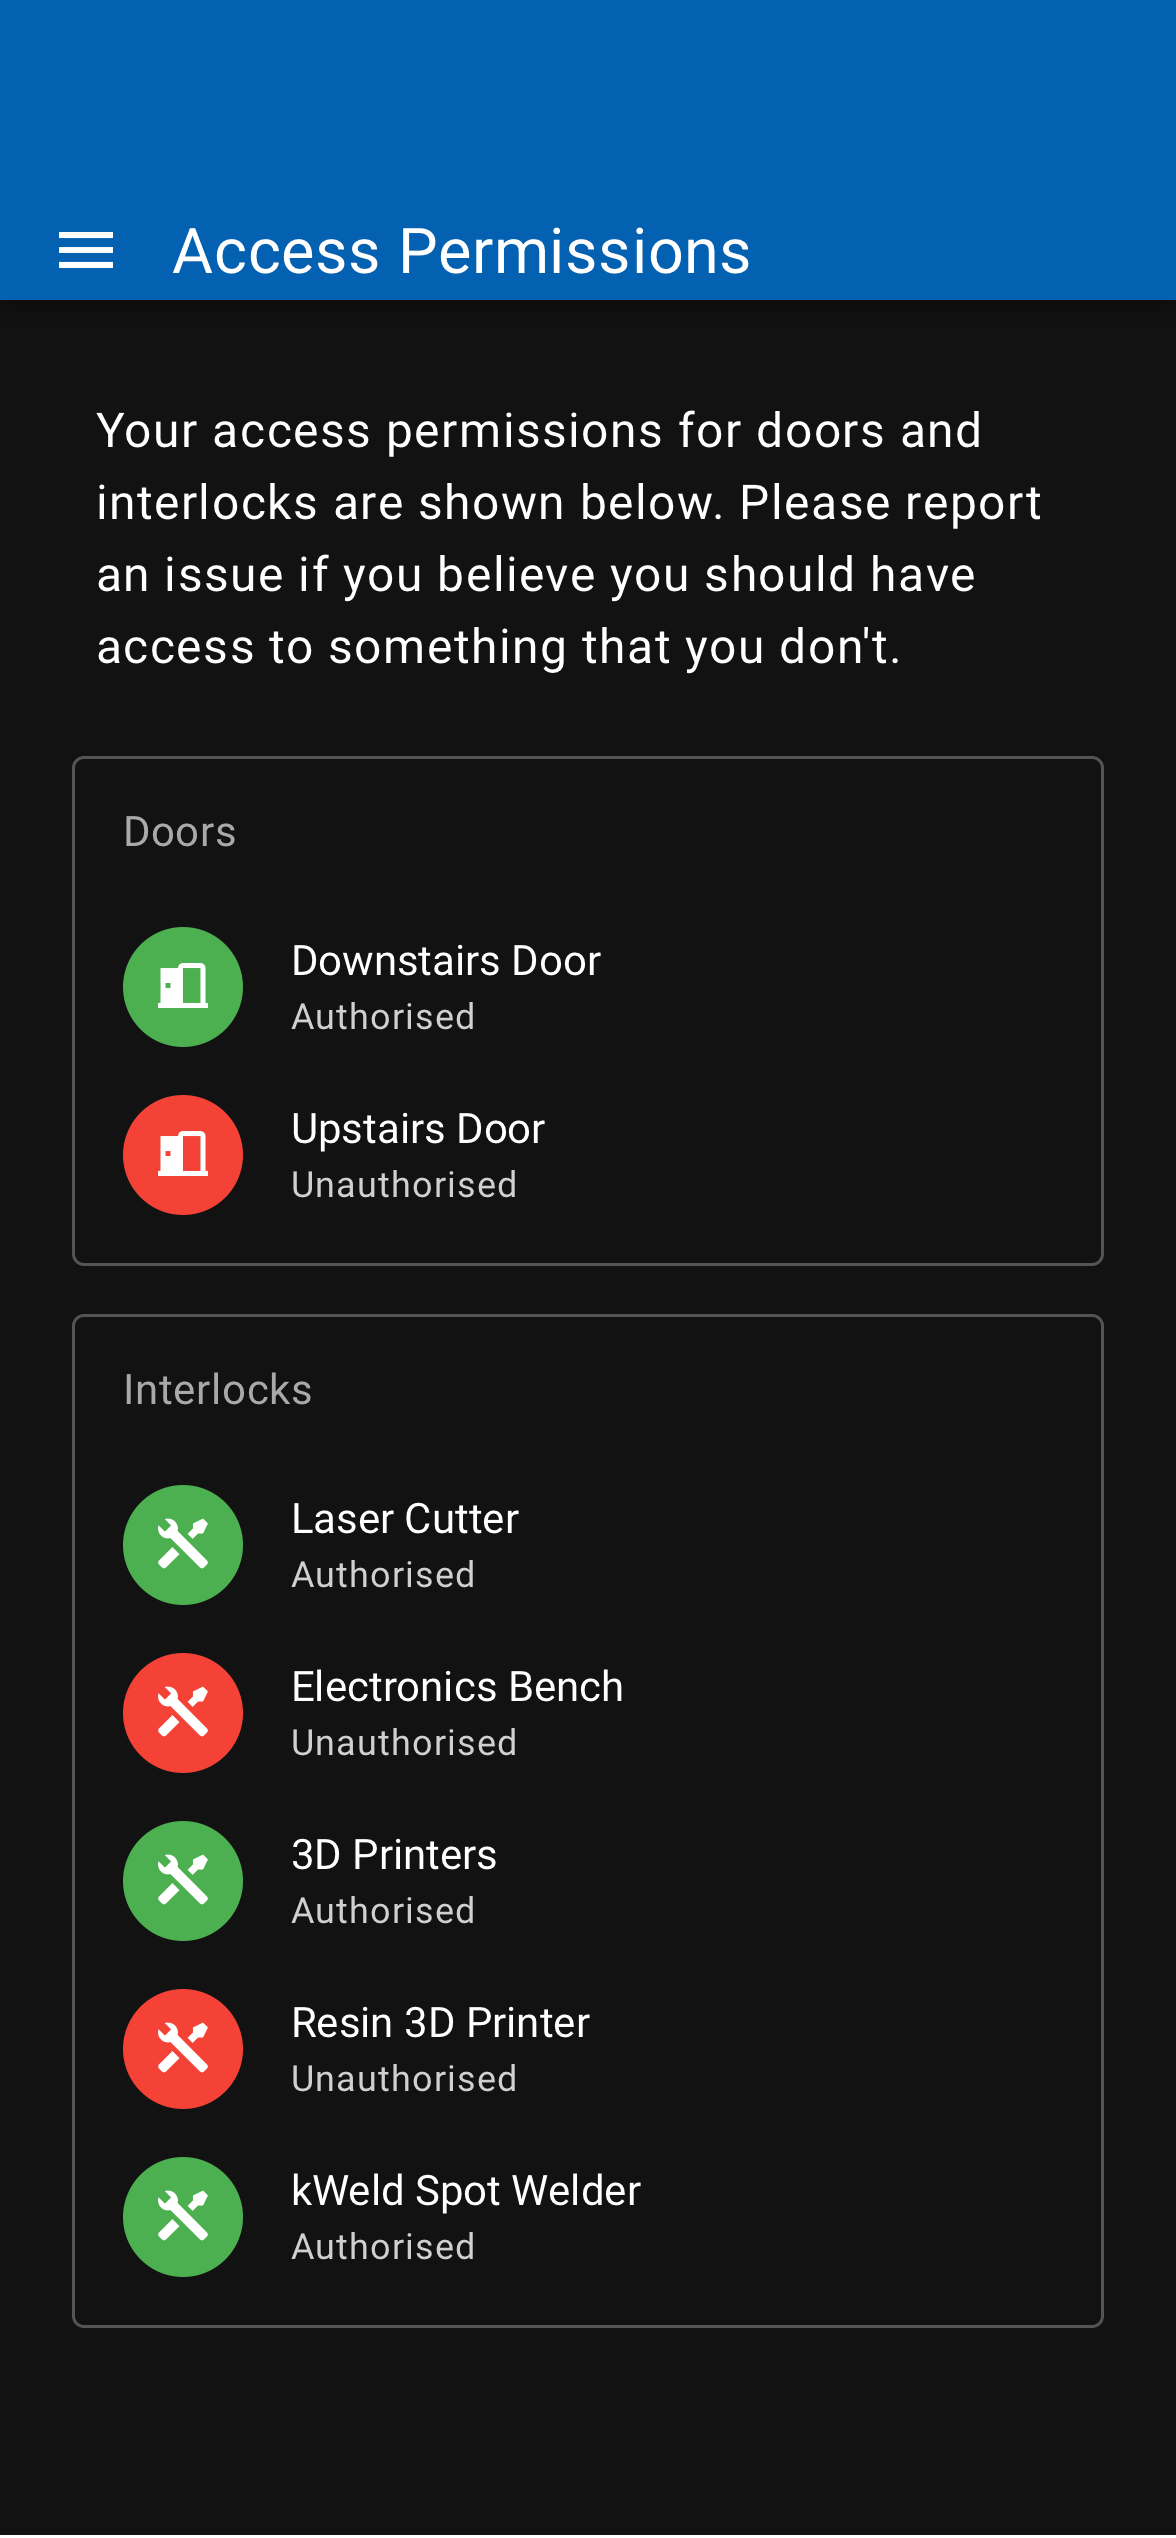 Access Permissions
Your access permissions for doors and
interlocks are shown below. Please report
an issue if you believe you should have
access to something that you don't.
Doors
Downstairs Door
Authorised
Upstairs Door
Unauthorised
Interlocks
Laser Cutter
Authorised
Electronics Bench
Unauthorised
3D Printers
Authorised
Resin 3D Printer
Unauthorised
kWeld Spot Welder
Authorised